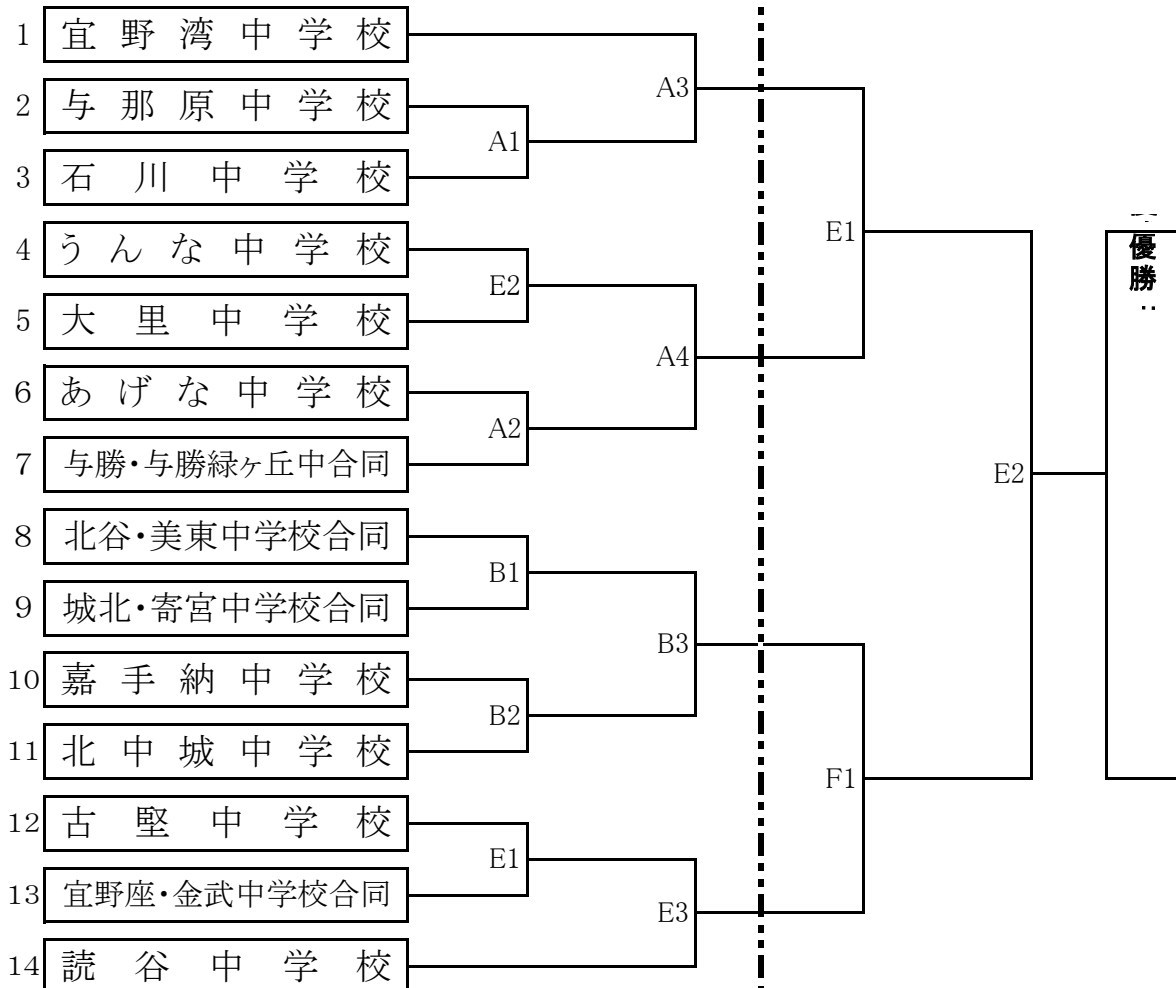 1 宜野湾中学校
A3
2 与那原中学校
A1
3 石川中学校
4 うんな中学校
E1
E2
5 大里中学校
A4
6 あげな中学校
A2
7 与勝・与勝緑ヶ丘中合同
E2
8 北谷・美東中学校合同
B1
9 城北・寄宮中学校合同
B3
10 嘉手納中学校
B2
11 北中城中学校
F1
12 古堅中学校
E1
13 宜野座・金武中学校合同
E3
14 読谷中学校
優勝